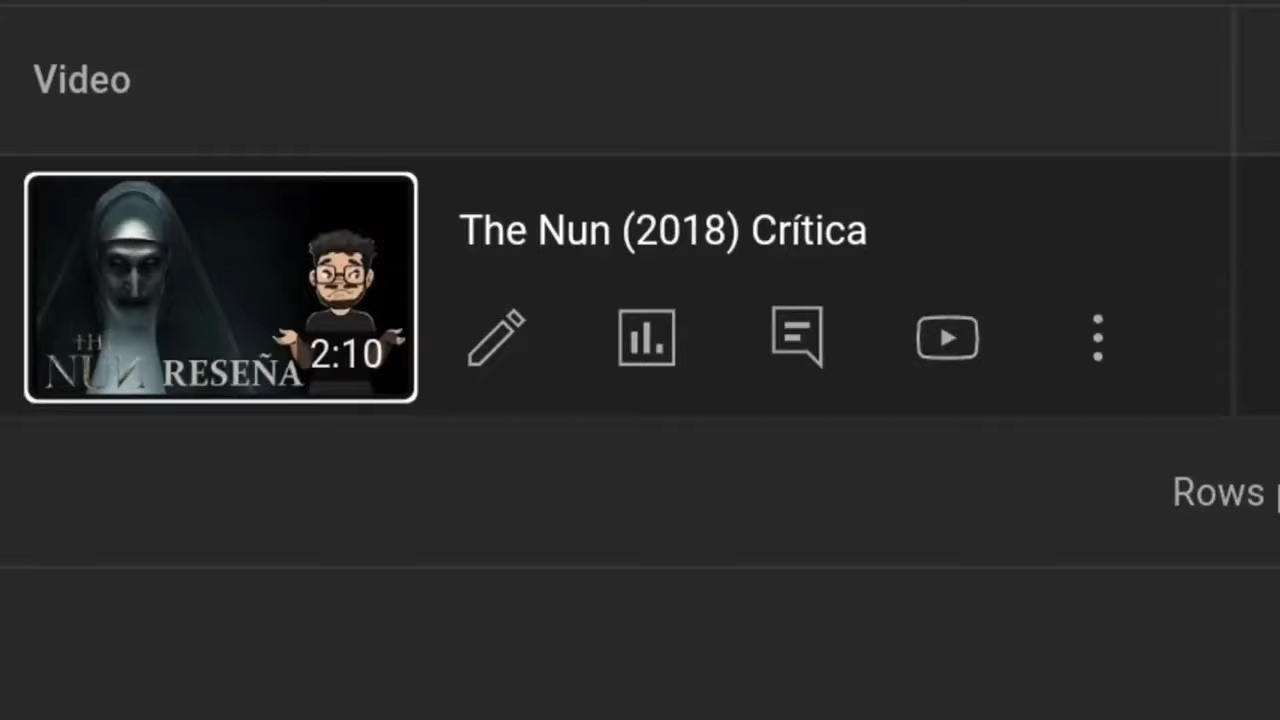 Video
The Nun (2018) Crítica
THE
NUN RESEÑA
2:10
Rows